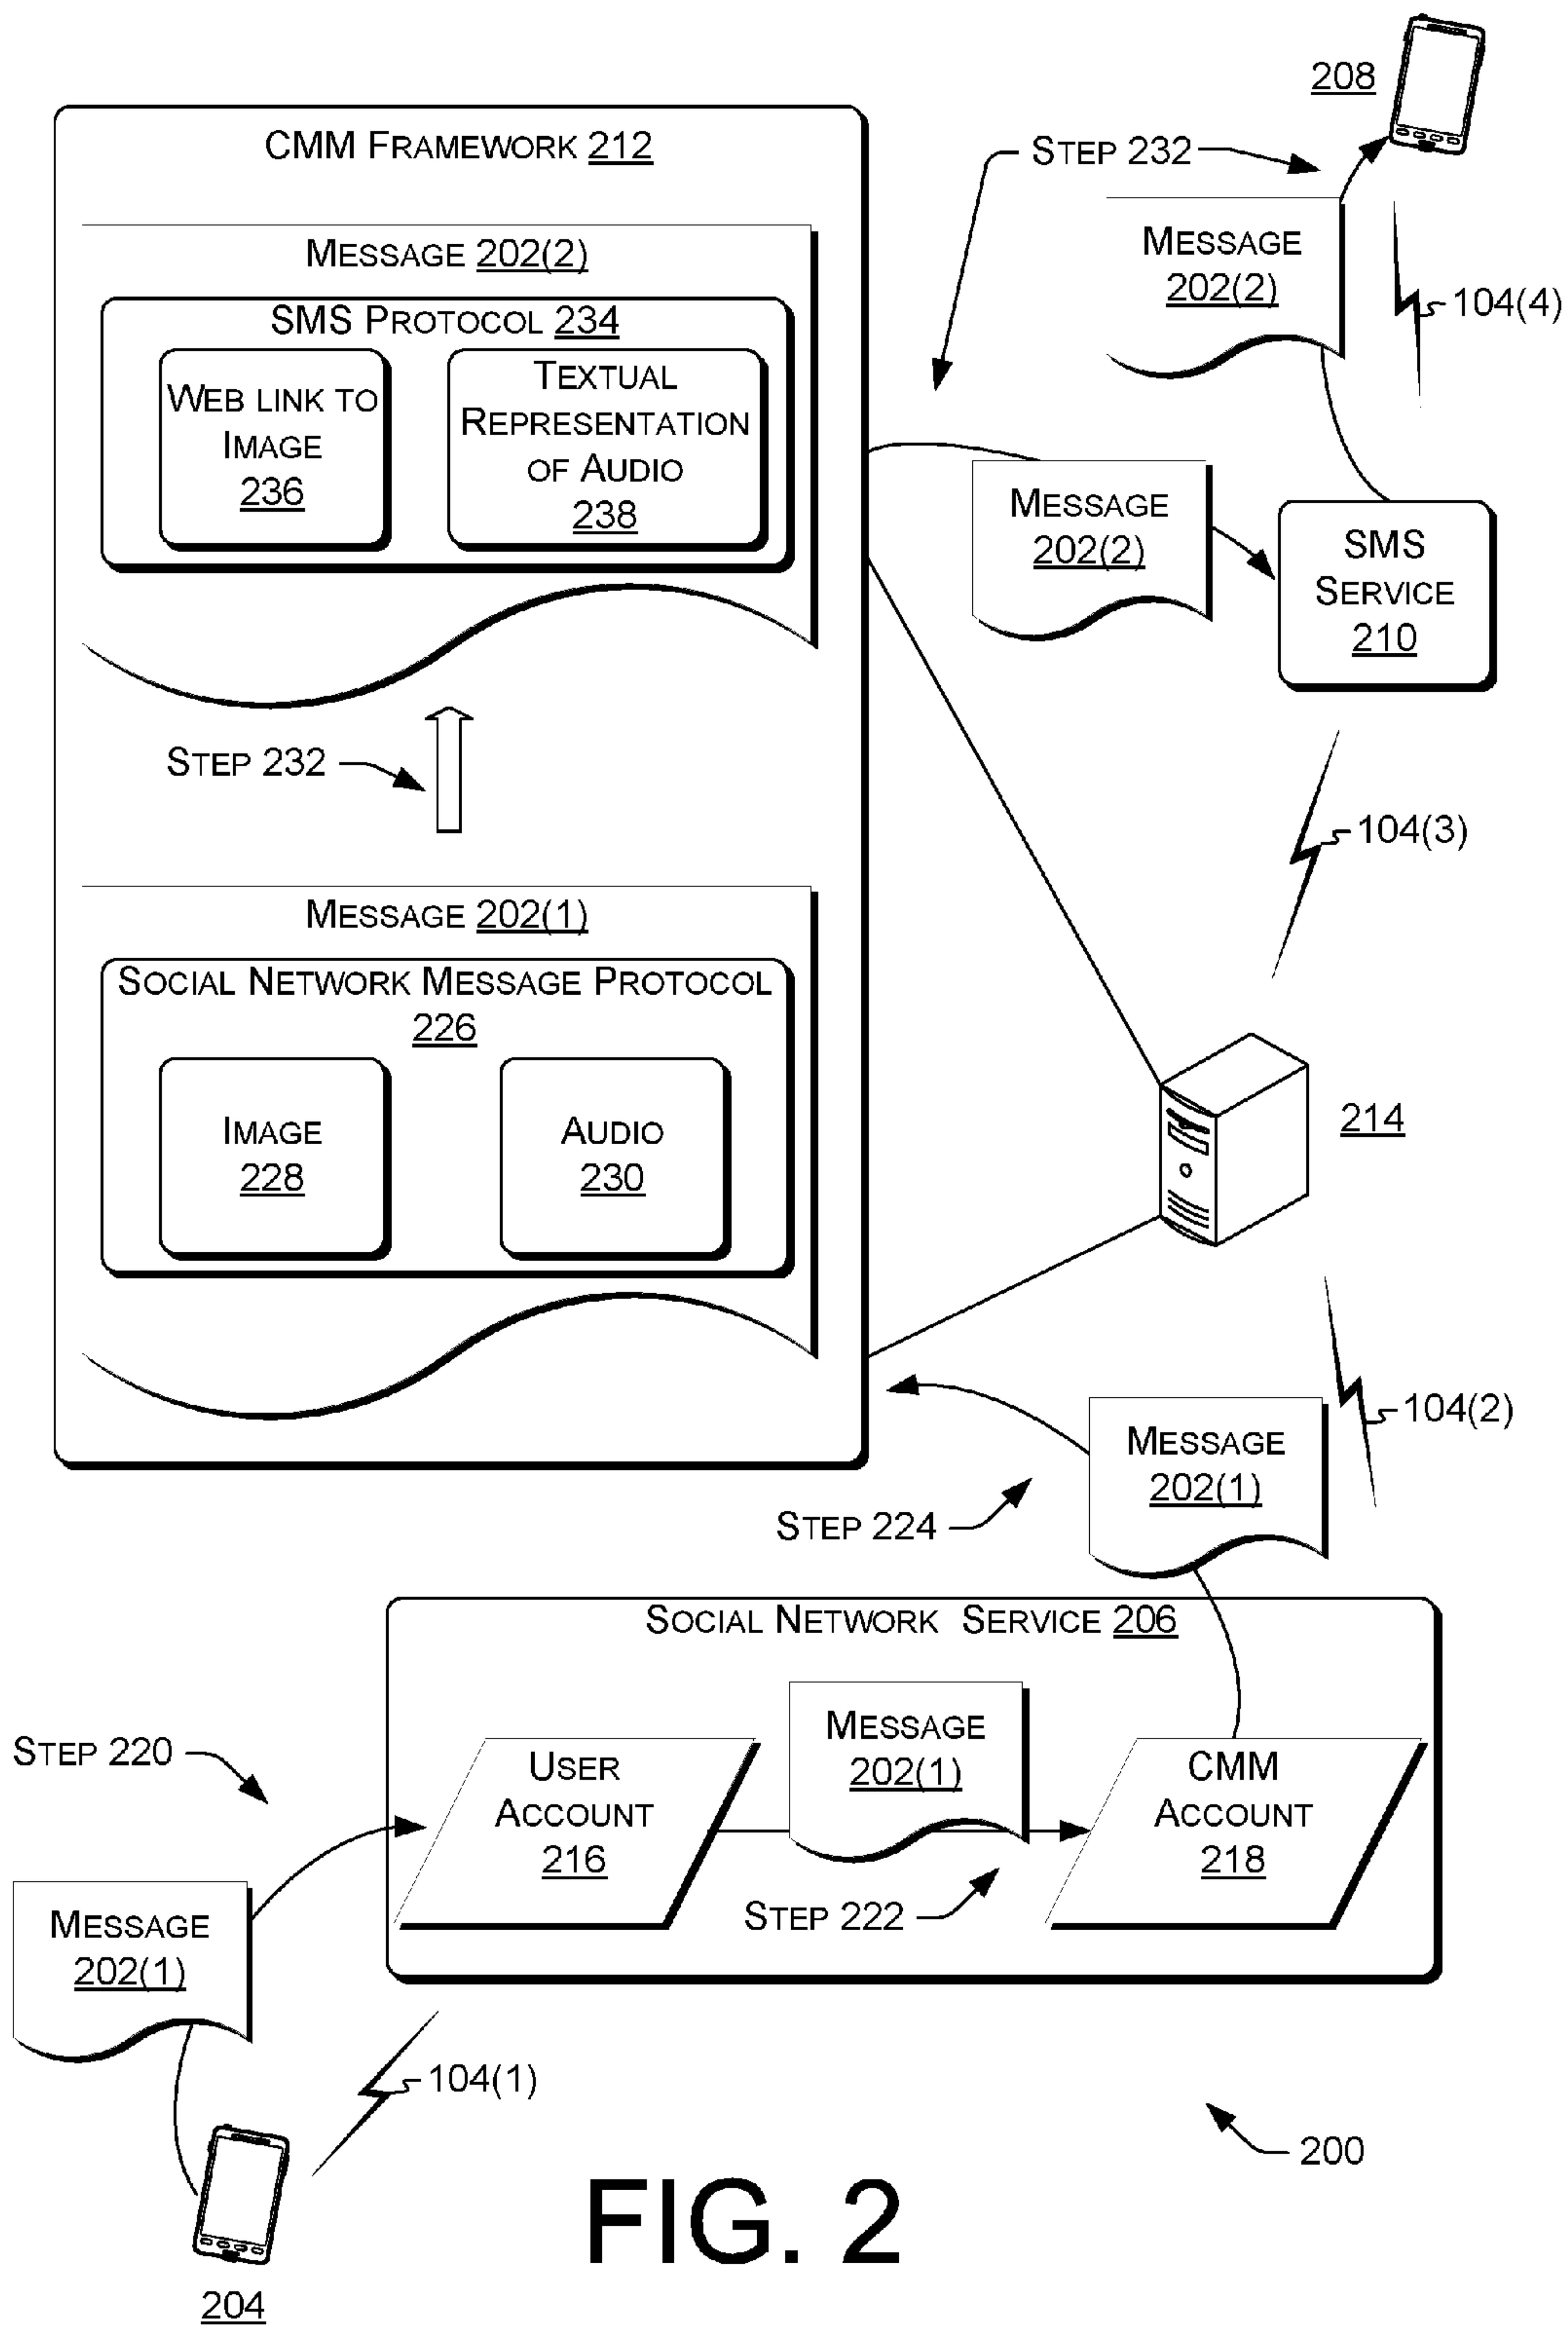 208
CMM FRAMEWORK 212
STEP 232
MESSAGE 202(2)
SMS PROTOCOL 234
WEB LINK TO
IMAGE
236
TEXTUAL
REPRESENTATION
OF AUDIO
238
MESSAGE
202(2)
104(4)
MESSAGE
202(2)
SMS
SERVICE
210
STEP 232
104(3)
MESSAGE 202(1)
SOCIAL NETWORK MESSAGE PROTOCOL
226
IMAGE
228
AUDIO
230
214
104(2)
MESSAGE
202(1)
STEP 224
SOCIAL NETWORK SERVICE 206
STEP 220
USER
ACCOUNT
216
MESSAGE
202(1)
CMM
ACCOUNT
218
STEP 222
MESSAGE
202(1)
104(1)
200
204
FIG. 2